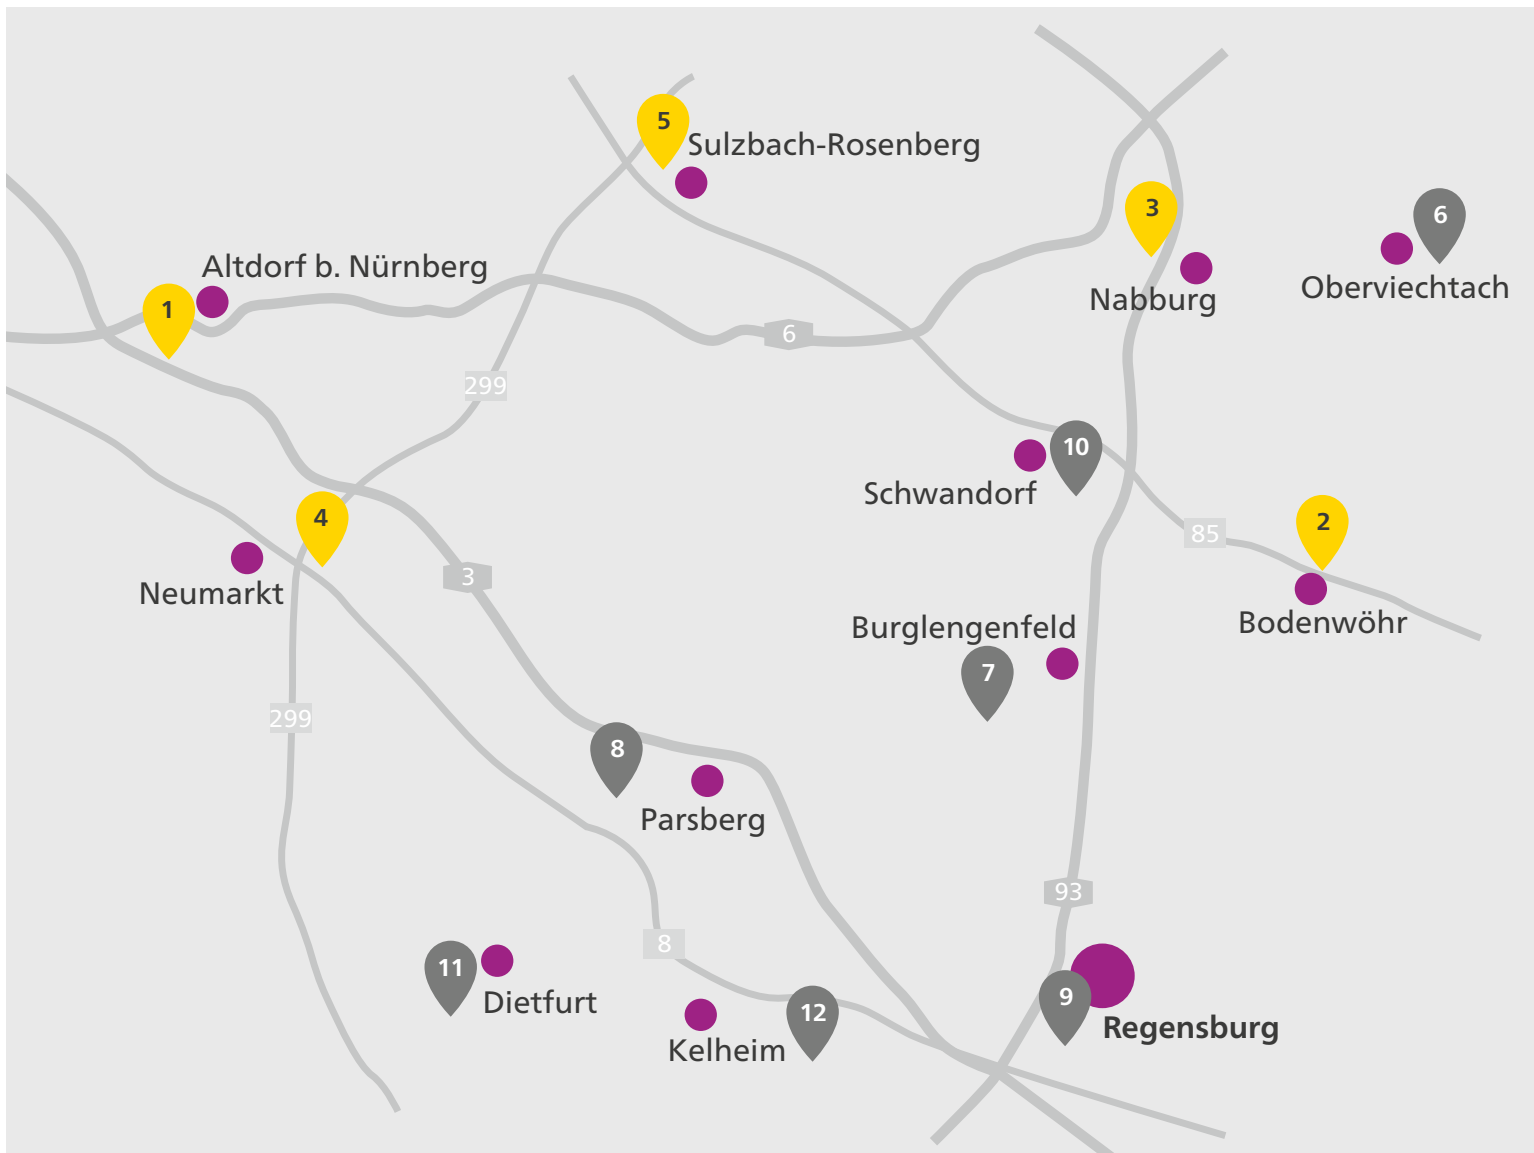 5
Sulzbach-Rosenberg
3
6
Altdorf b. Nürnberg
Nabburg
Oberviechtach
1
6
299
10
Schwandorf
4
85
2
Neumarkt
3
Bodenwöhr
Burglengenfeld
7
299
8
Parsberg
93
8
11
Dietfurt
9
12
Regensburg
Kelheim